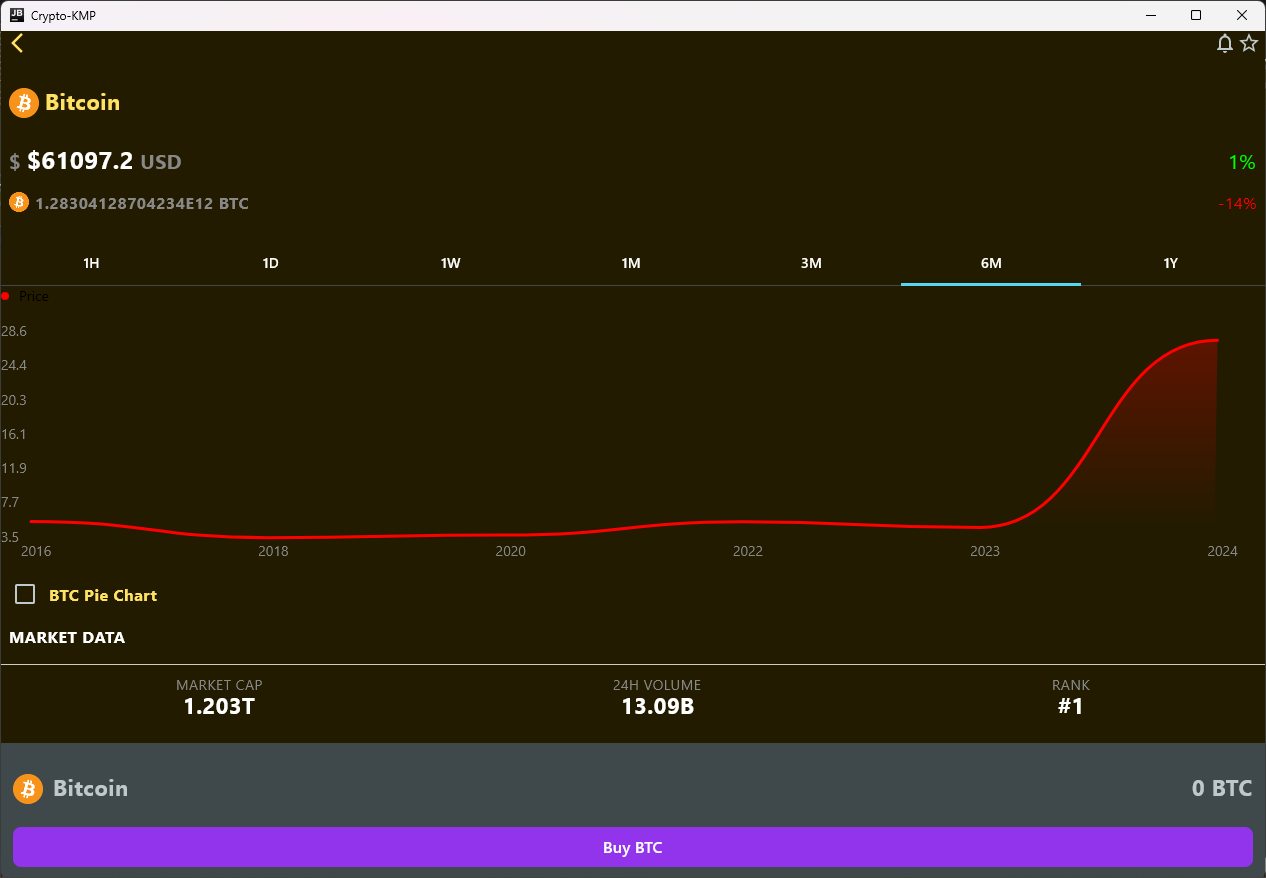 JB Crypto-KMP
Bitcoin
$ $61097.2 USD 1%
1.28304128704234E12 BTC -14%
1H 1D 1W 1M 3M 6M 1Y
Price
28.6
24.4
20.3
16.1
11.9
7.7
3.5
2016 2018 2020 2022 2023 2024
BTC Pie Chart
MARKET DATA
MARKET CAP 24H VOLUME RANK
1.203T 13.09B #1
Bitcoin 0 BTC
Buy BTC